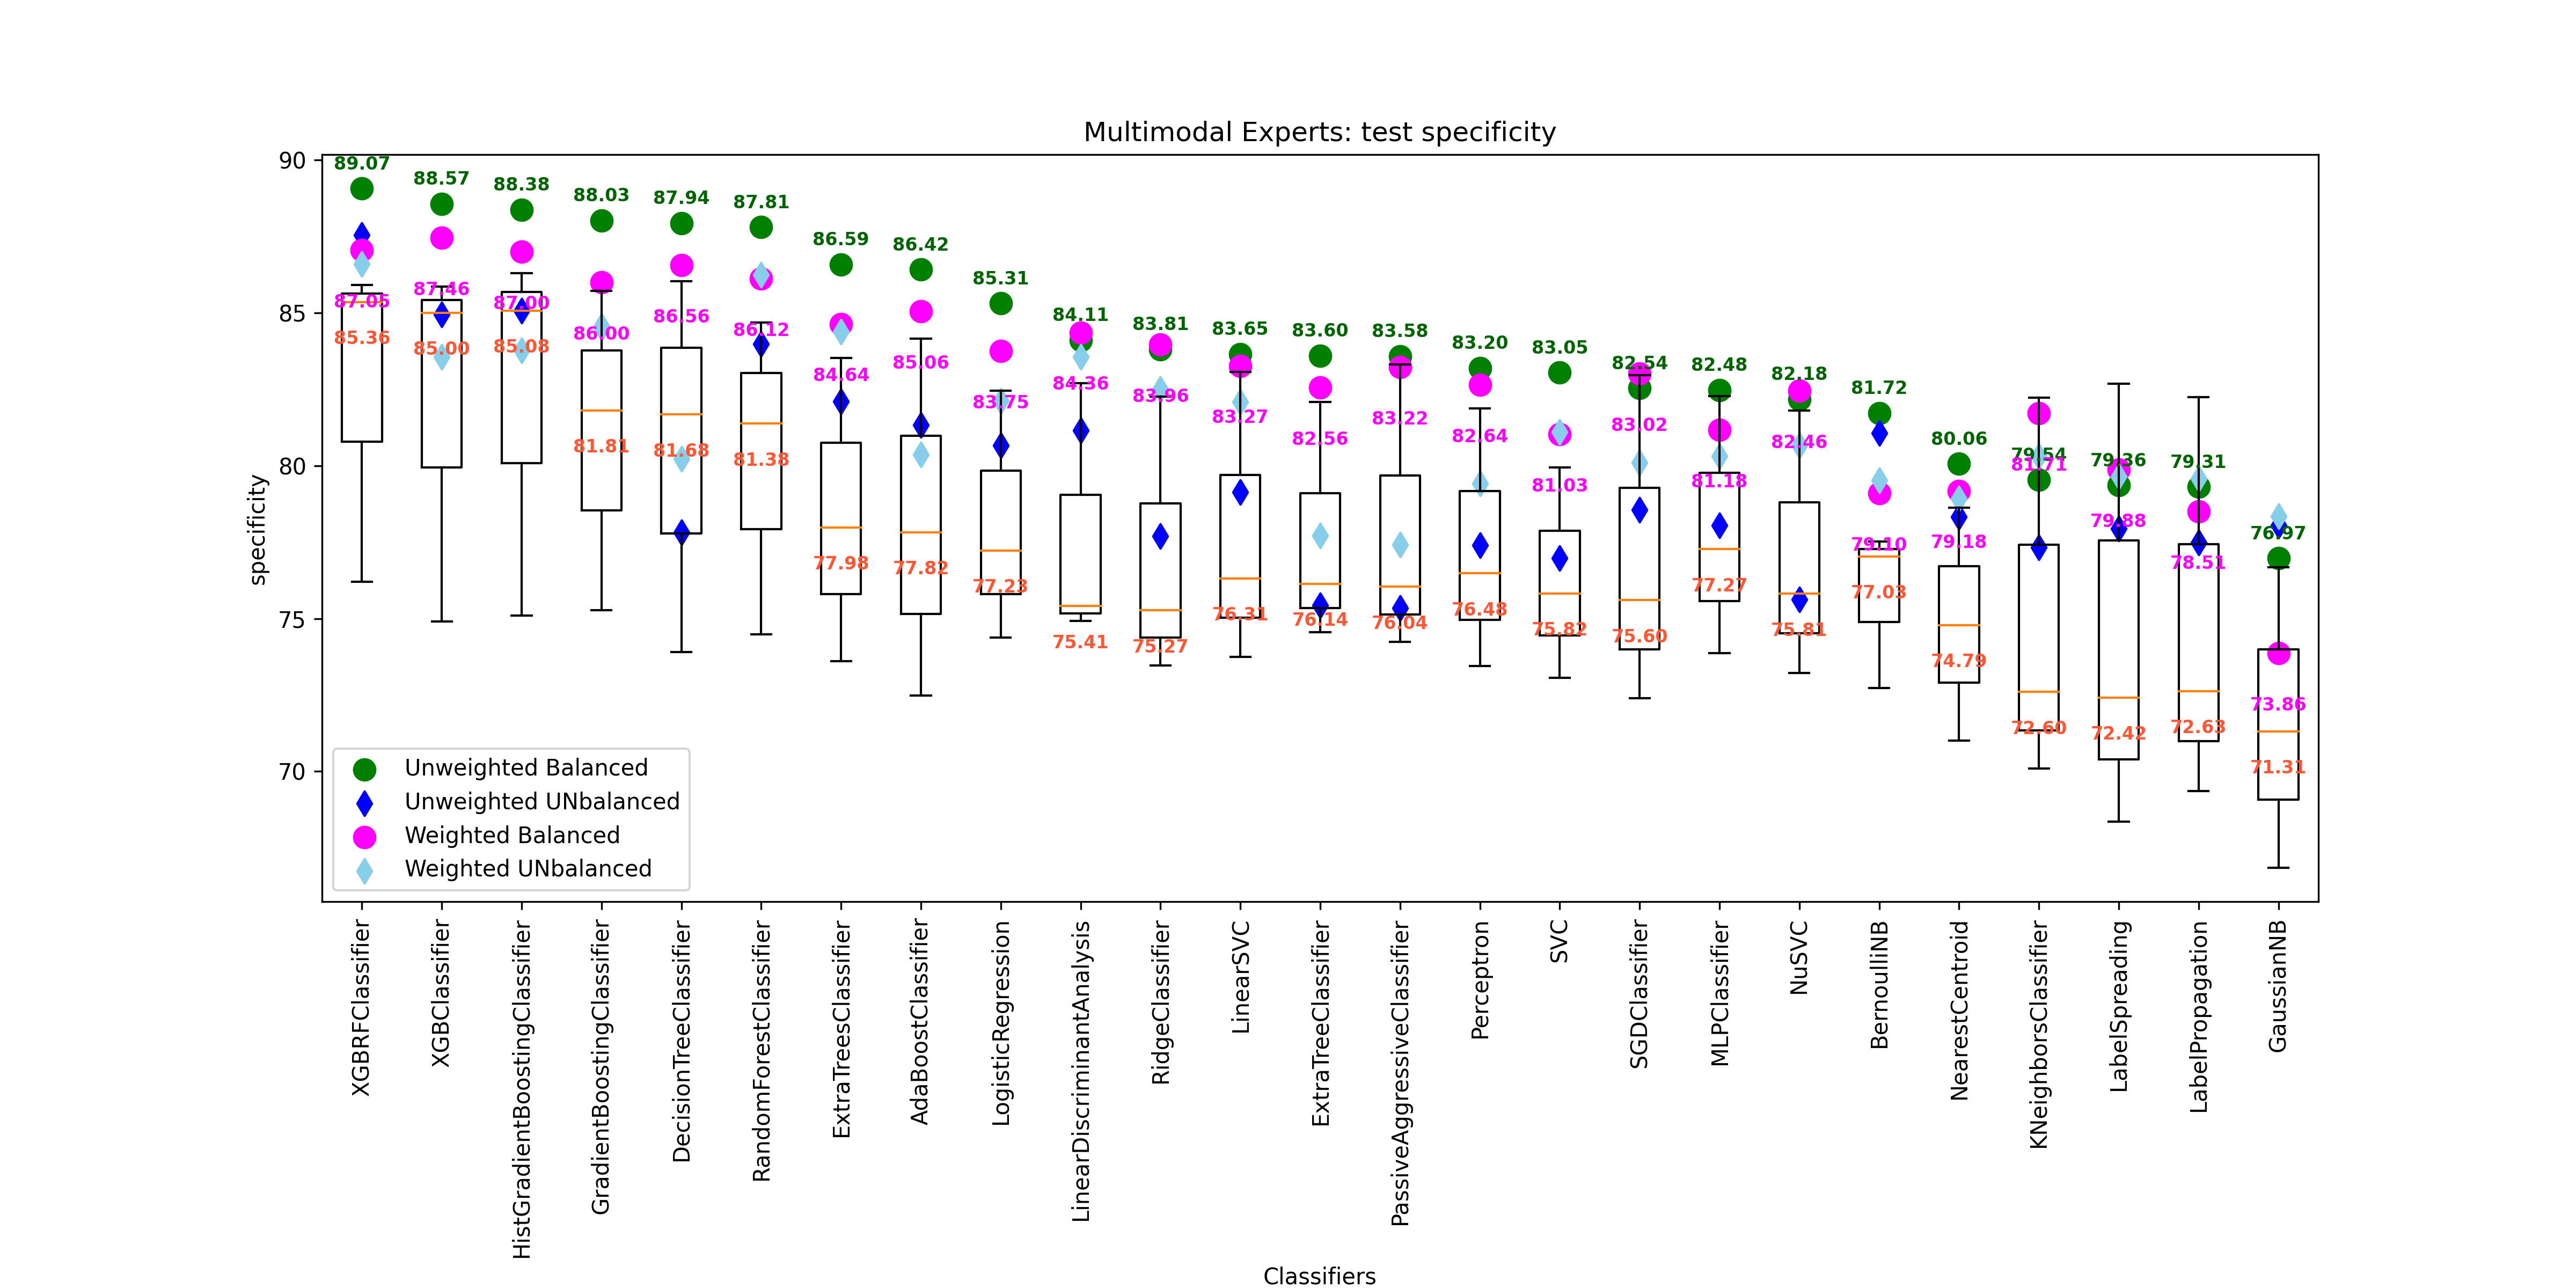 Multimodal Experts: test specificity
specificity
90
85
80
75
70
89.07
88.57
88.38
88.03
87.94
87.81
86.59
86.42
85.31
84.11
83.81
83.65
83.60
83.58
83.20
83.05
82.54
82.48
82.18
81.72
80.06
79.54
79.36
79.31
76.97
87.05
87.46
87.00
86.00
86.56
86.12
84.64
85.06
83.75
84.36
83.96
83.27
82.56
83.22
82.64
81.03
83.02
81.18
82.46
79.10
79.18
81.71
79.88
78.51
73.86
85.36
85.00
85.08
81.81
81.68
81.38
77.98
77.82
77.23
75.41
75.27
76.31
76.14
76.04
76.48
75.82
75.60
77.27
75.81
77.03
74.79
72.60
72.42
72.63
71.31
Unweighted Balanced
Unweighted UNbalanced
Weighted Balanced
Weighted UNbalanced
XGBRFClassifier
XGBClassifier
HistGradientBoostingClassifier
GradientBoostingClassifier
DecisionTreeClassifier
RandomForestClassifier
ExtraTreesClassifier
AdaBoostClassifier
LogisticRegression
LinearDiscriminantAnalysis
RidgeClassifier
LinearSVC
ExtraTreeClassifier
PassiveAggressiveClassifier
Perceptron
SVC
SGDClassifier
MLPClassifier
NuSVC
BernoulliNB
NearestCentroid
KNeighborsClassifier
LabelSpreading
LabelPropagation
GaussianNB
Classifiers